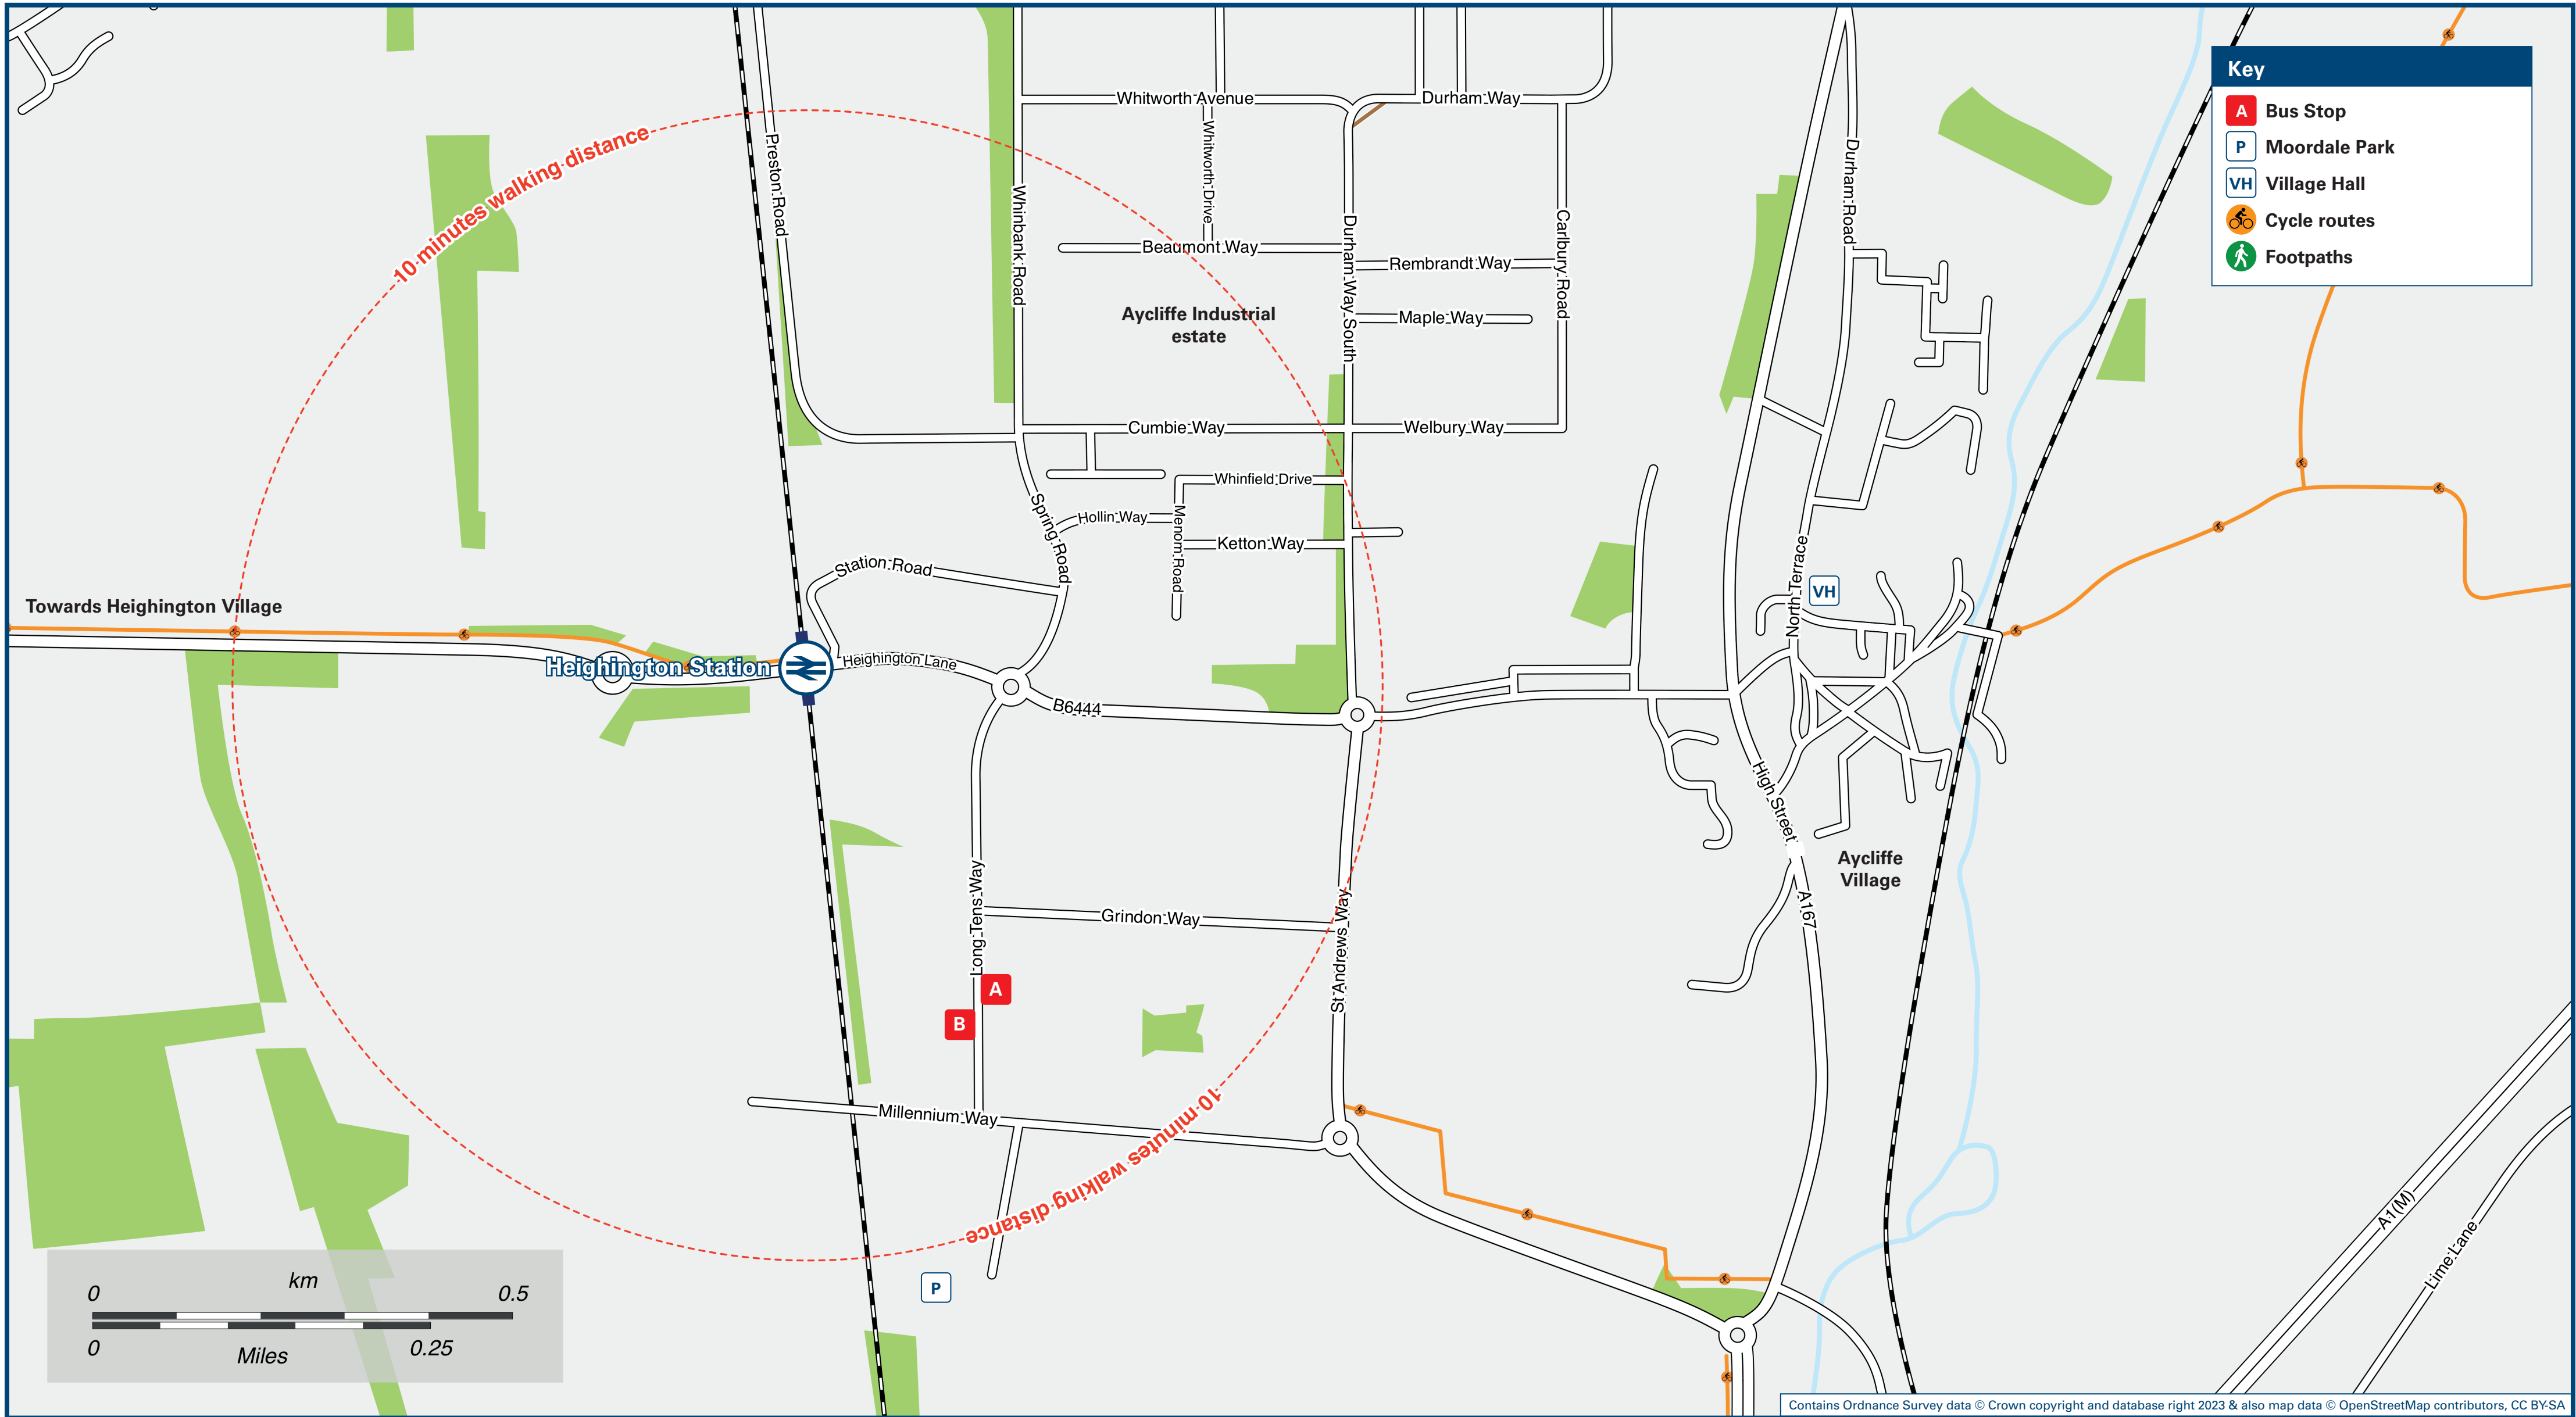 Key
A Bus Stop
P Moordale Park
VH Village Hall
Cycle routes
Footpaths
10 minutes walking distance
Preston Road
Whinbank Road
Whitworth Avenue
Whitworth Drive
Durham Way
Durham Way South
Beaumont Way
Rembrandt Way
Carlbury Road
Maple Way
Aycliffe Industrial
estate
Cumbie Way
Welbury Way
Durham Road
Whinfield Drive
Hollin Way
Menom Road
Ketton Way
Spring Road
Station Road
North Terrace
VH
Towards Heighington Village
Heighington Station
Heighington Lane
B6444
High Street
Aycliffe
Village
A167
Long Tens Way
Grindon Way
St Andrews Way
A
B
Millennium Way
10 minutes walking distance
P
A1(M)
Lime Lane
km
0 0.5
0 0.25
Miles
Contains Ordnance Survey data © Crown copyright and database right 2023 & also map data © OpenStreetMap contributors, CC BY-SA